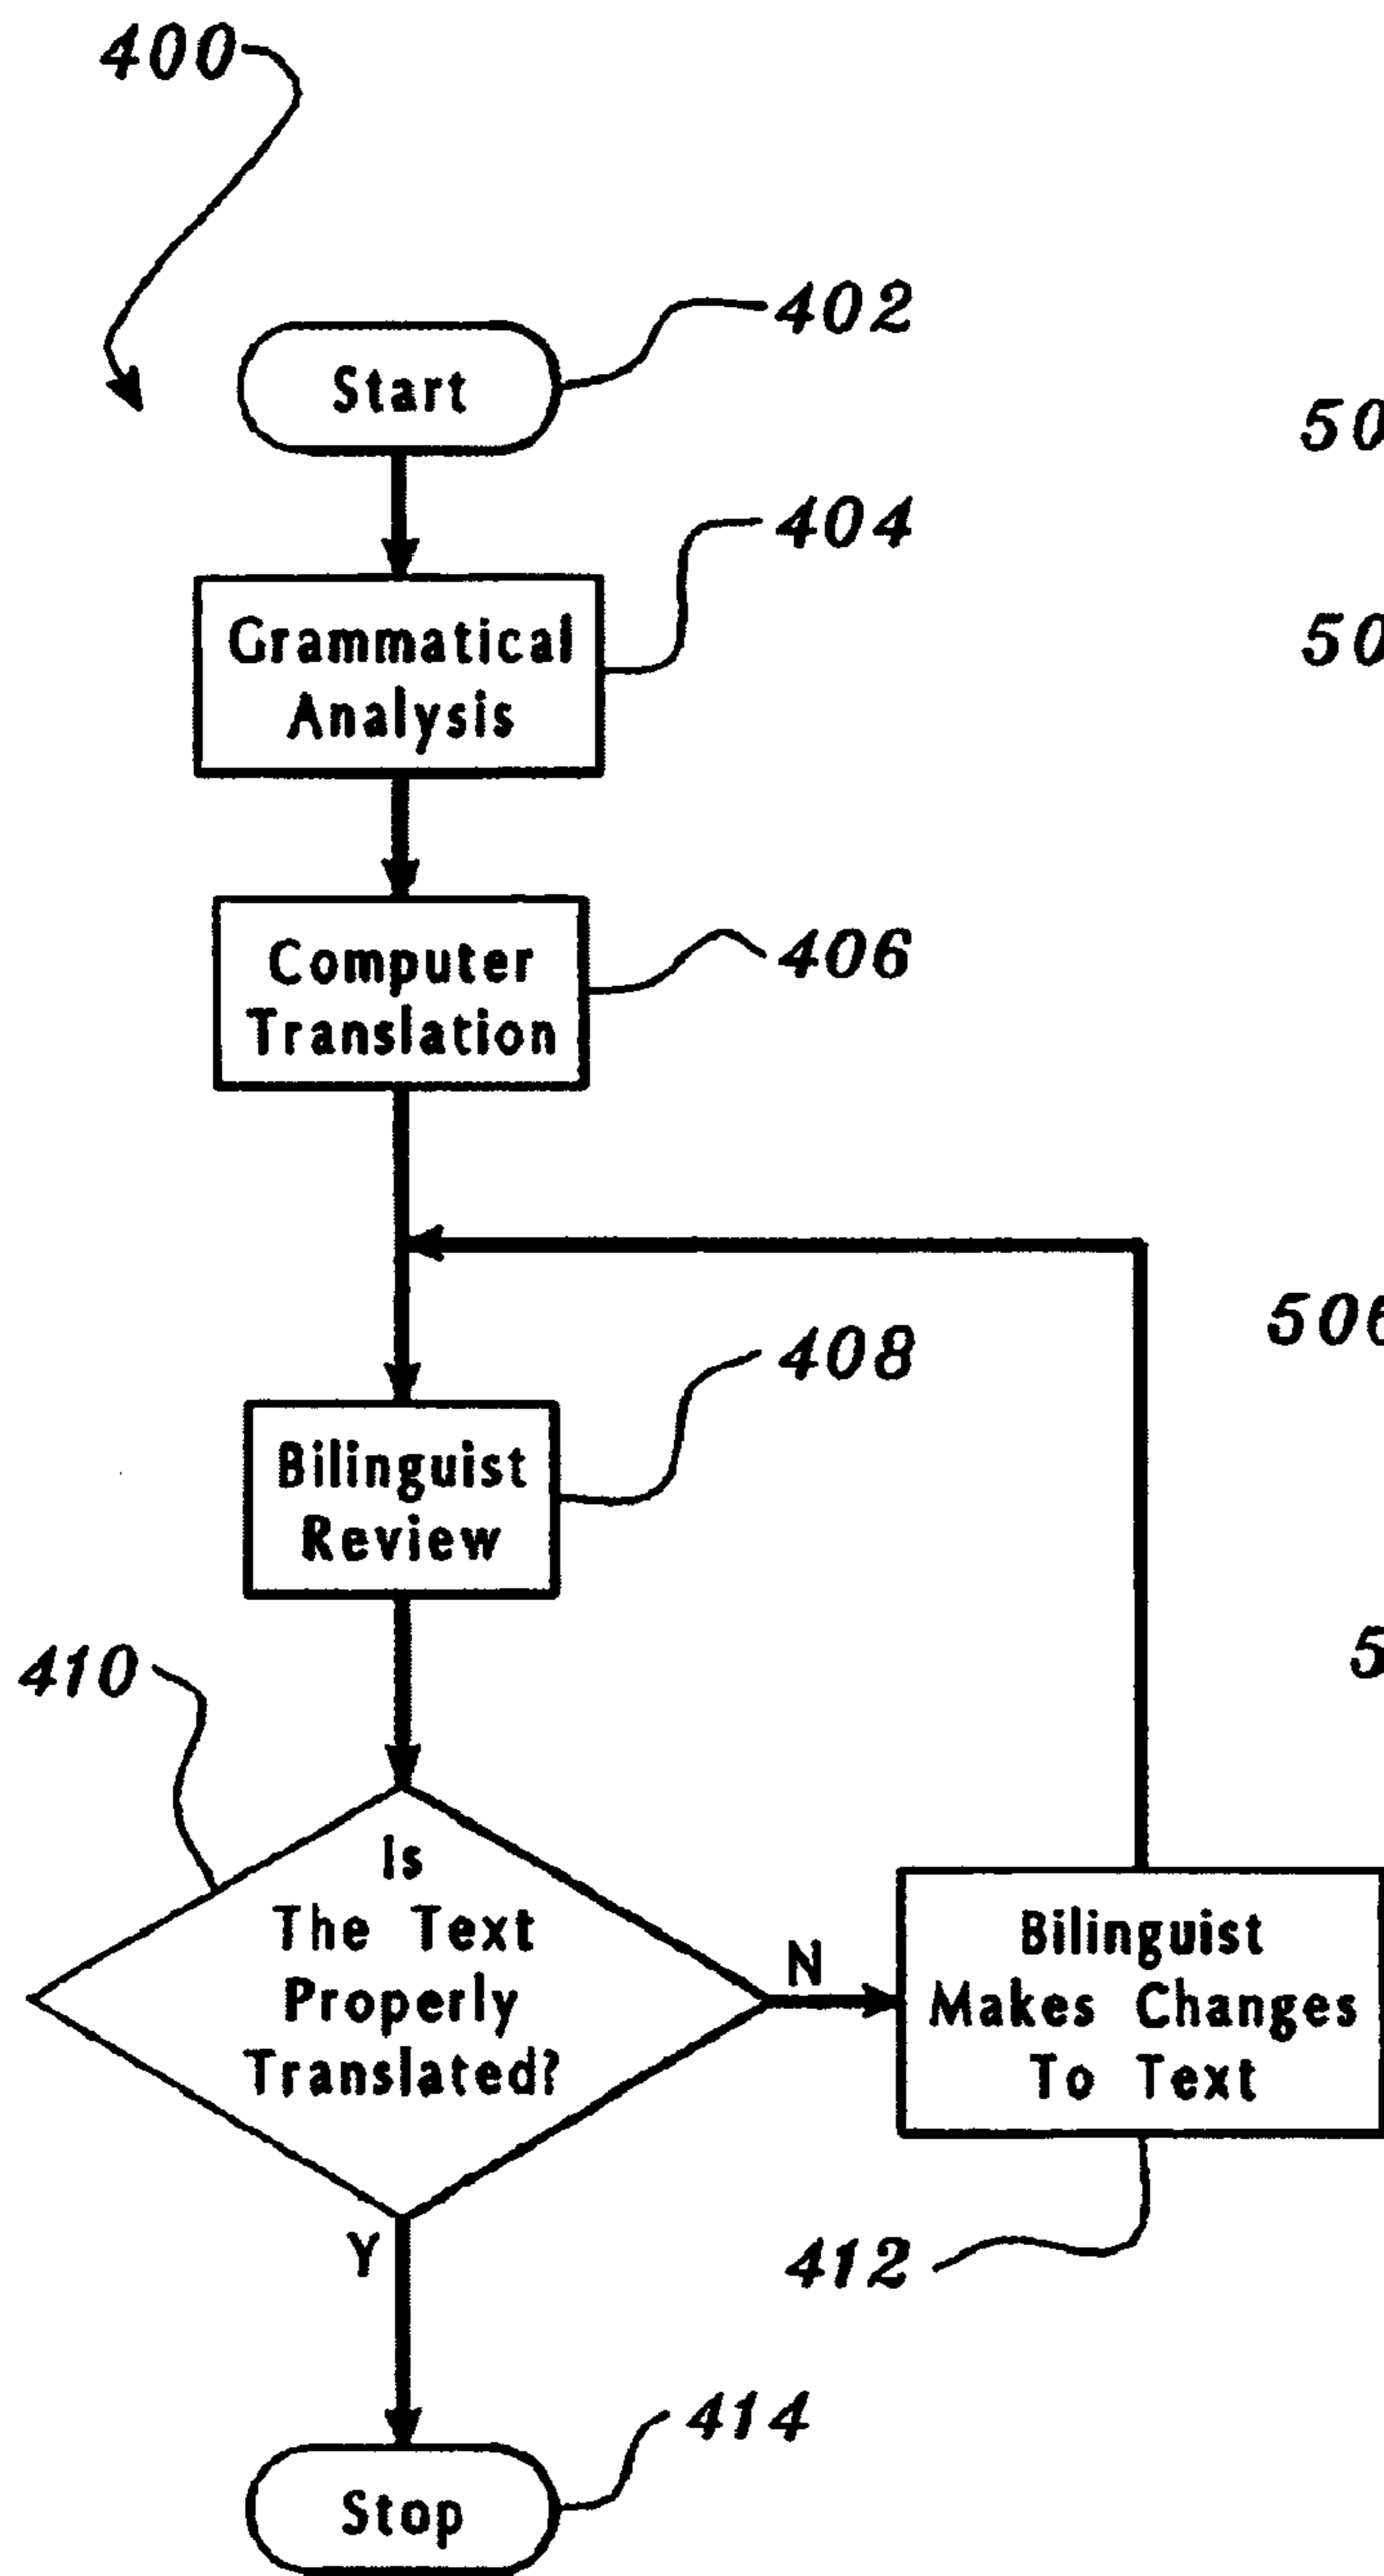 400
402
Start
404
Grammatical
Analysis
Computer
Translation
406
408
Bilinguist
Review
410
Is
The Text
Properly
Translated?
N
Bilinguist
Makes Changes
To Text
Y
412
414
Stop